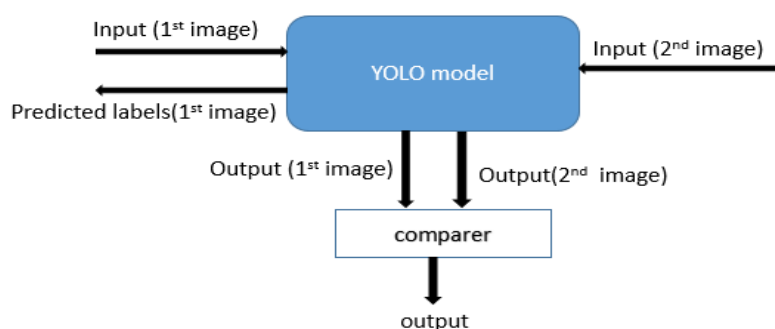 Input (1st image)
YOLO model
Input (2nd image)
Predicted labels(1st image)
Output (1st image)
Output(2nd image)
comparer
output